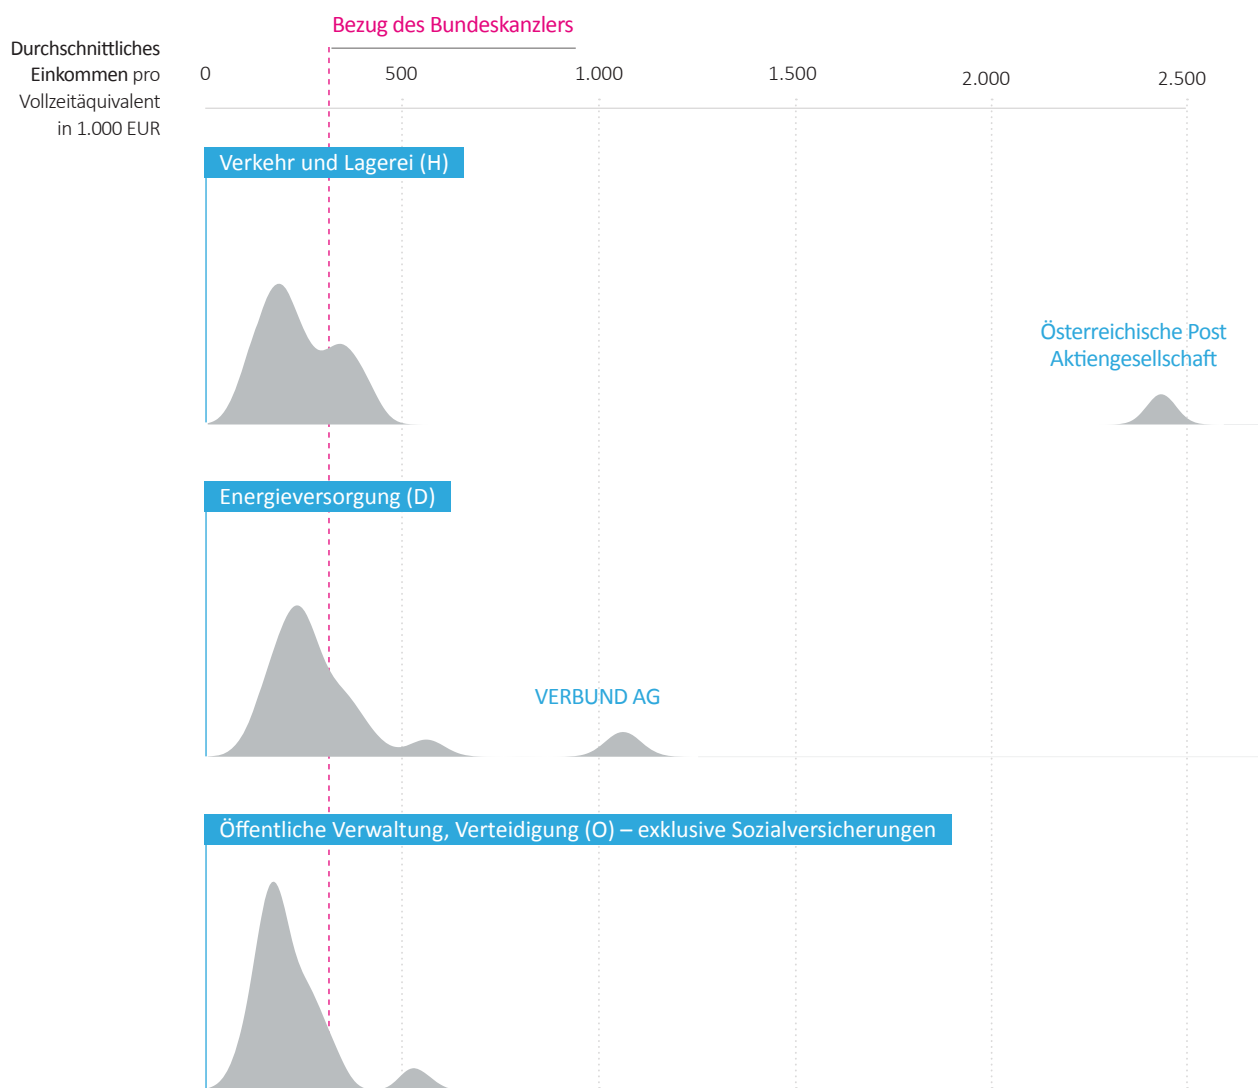 Bezug des Bundeskanzlers
Durchschnittliches
Einkommen pro
Vollzeitäquivalent
in 1.000 EUR
0 500 1.000 1.500 2.000 2.500
Verkehr und Lagerei (H)
Österreichische Post
Aktiengesellschaft
Energieversorgung (D)
VERBUND AG
Öffentliche Verwaltung, Verteidigung (O) – exklusive Sozialversicherungen